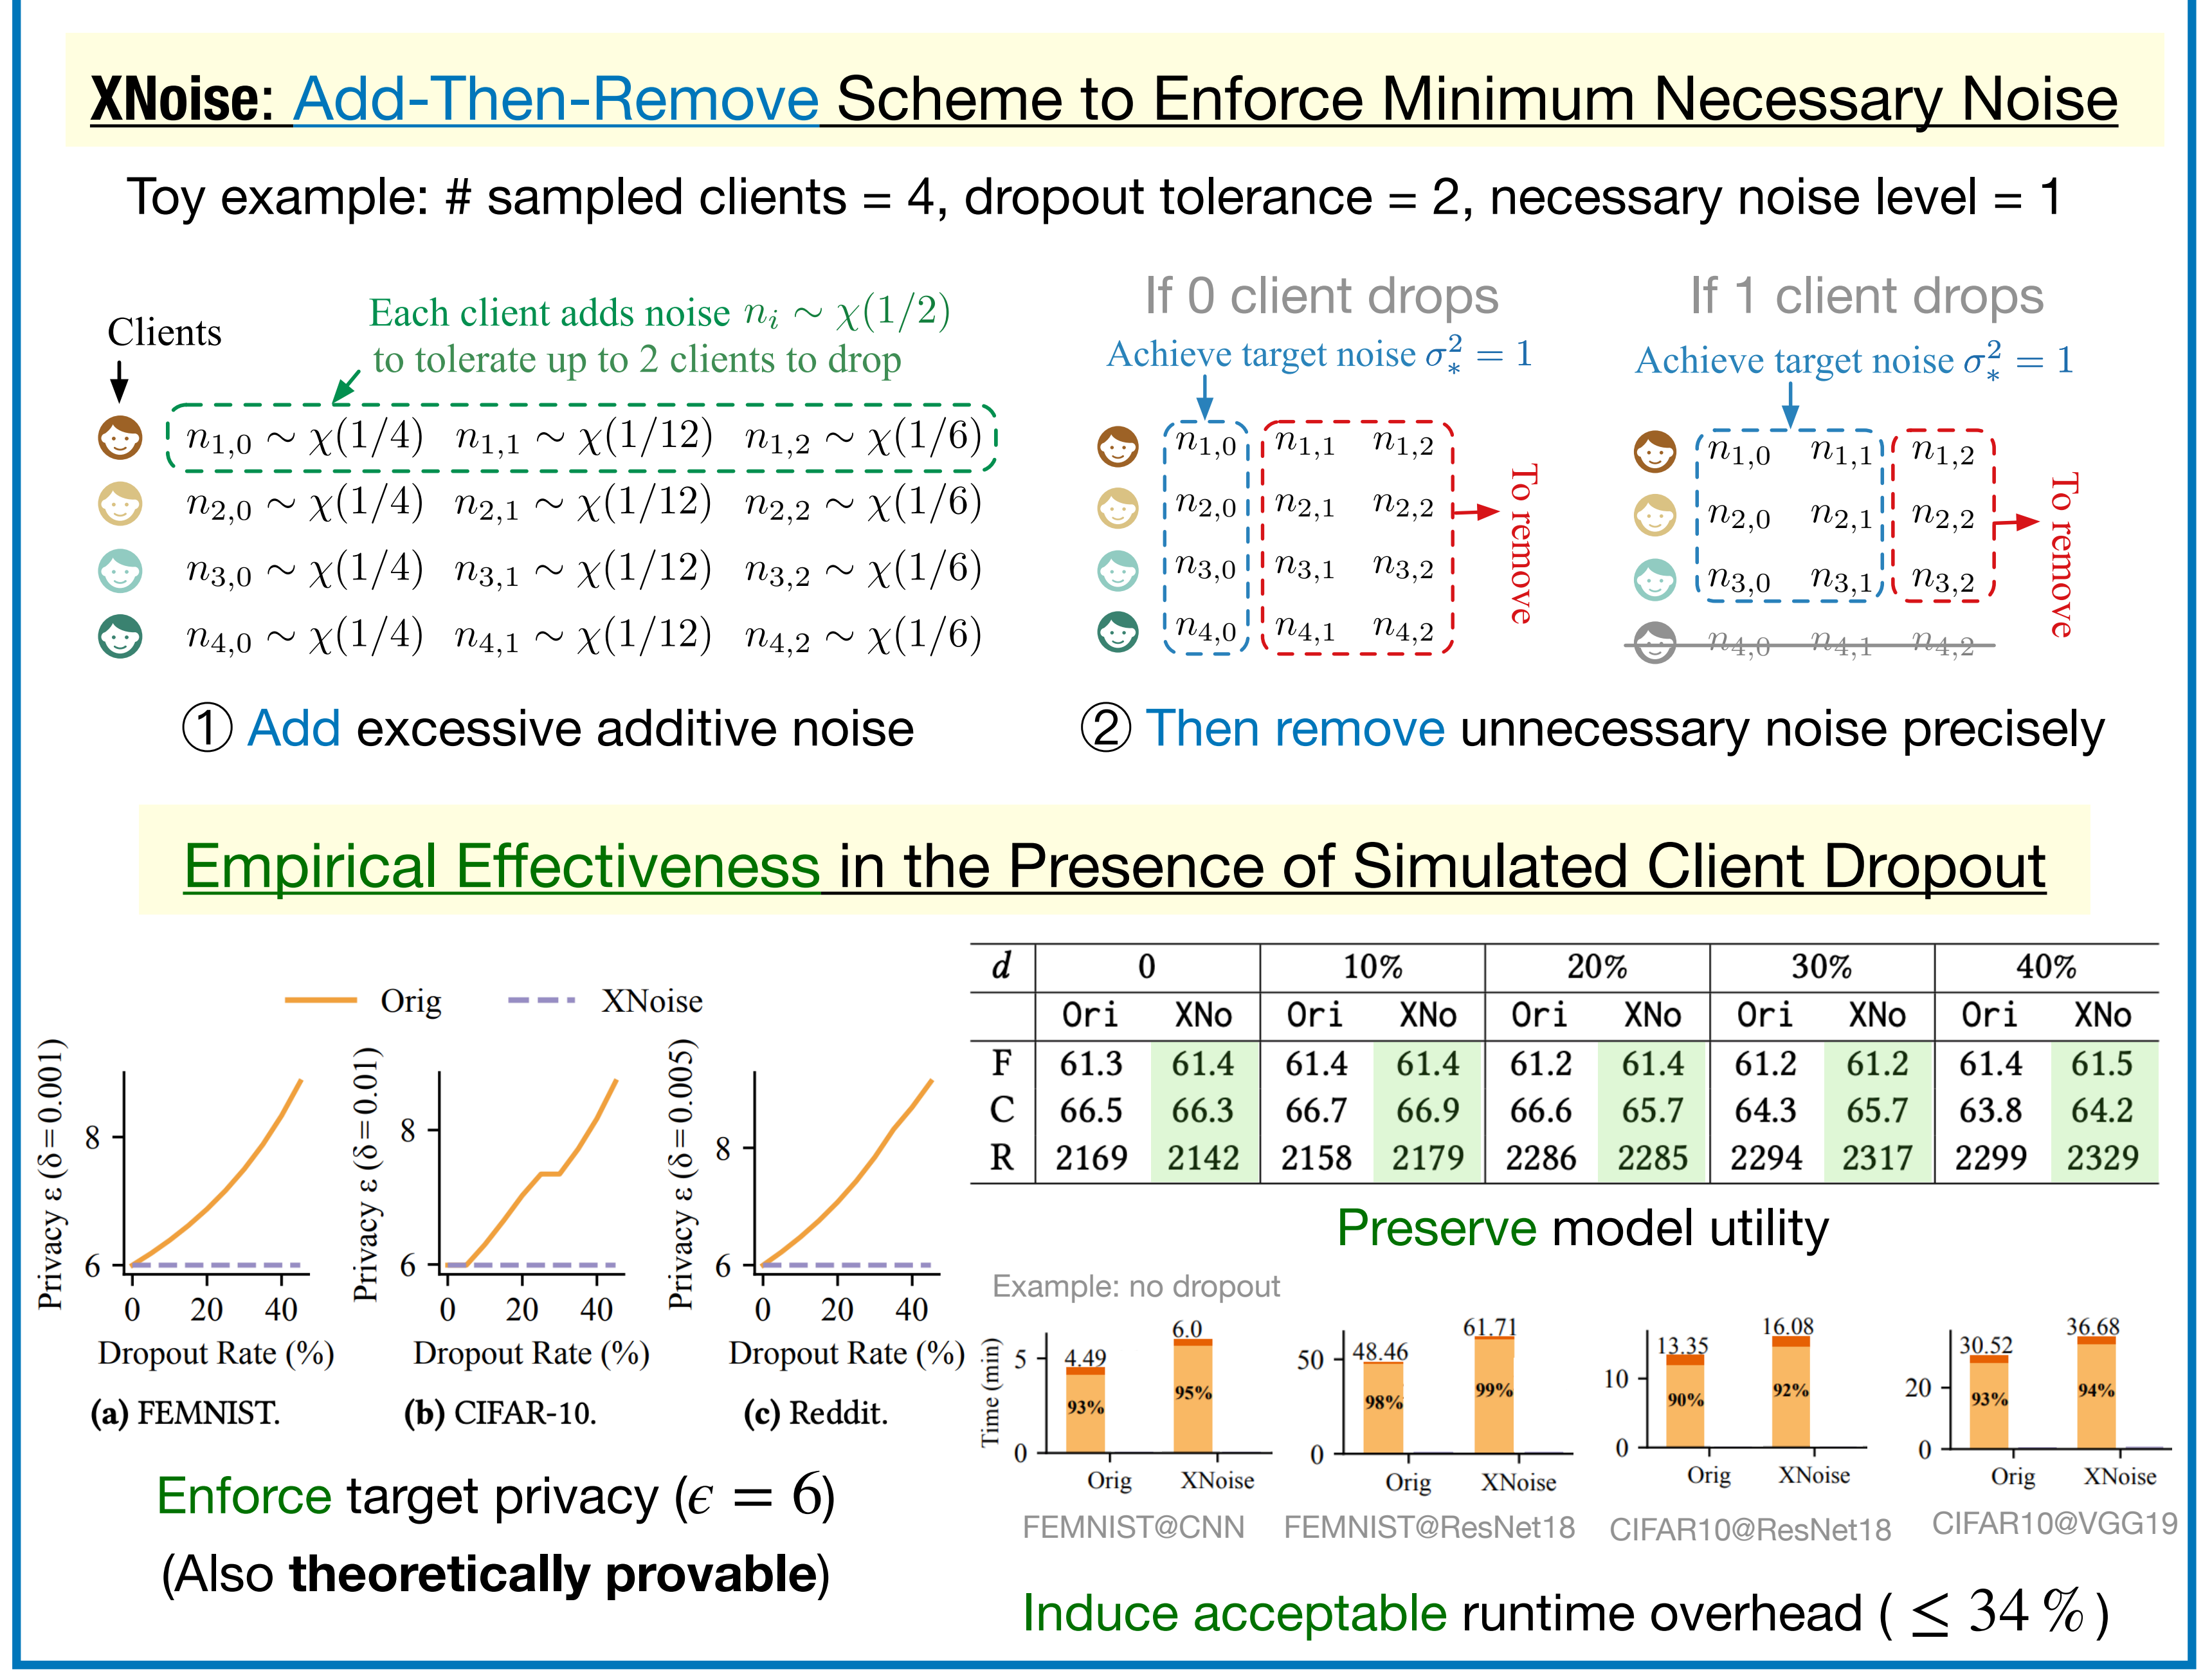 XNoise: Add-Then-Remove Scheme to Enforce Minimum Necessary Noise
Toy example: # sampled clients = 4, dropout tolerance = 2, necessary noise level = 1
Clients
Each client adds noise n_i ∼ χ(1/2)
to tolerate up to 2 clients to drop
n_{1,0} ∼ χ(1/4) n_{1,1} ∼ χ(1/12) n_{1,2} ∼ χ(1/6)
n_{2,0} ∼ χ(1/4) n_{2,1} ∼ χ(1/12) n_{2,2} ∼ χ(1/6)
n_{3,0} ∼ χ(1/4) n_{3,1} ∼ χ(1/12) n_{3,2} ∼ χ(1/6)
n_{4,0} ∼ χ(1/4) n_{4,1} ∼ χ(1/12) n_{4,2} ∼ χ(1/6)
① Add excessive additive noise
If 0 client drops
Achieve target noise σ_*^2 = 1
n_{1,0} n_{1,1} n_{1,2}
n_{2,0} n_{2,1} n_{2,2}
n_{3,0} n_{3,1} n_{3,2}
n_{4,0} n_{4,1} n_{4,2}
To remove
If 1 client drops
Achieve target noise σ_*^2 = 1
n_{1,0} n_{1,1} n_{1,2}
n_{2,0} n_{2,1} n_{2,2}
n_{3,0} n_{3,1} n_{3,2}
n_{4,0} n_{4,1} n_{4,2}
To remove
② Then remove unnecessary noise precisely
Empirical Effectiveness in the Presence of Simulated Client Dropout
Orig XNoise
Privacy ε (δ=0.001)
8
6
0 20 40
Dropout Rate (%)
(a) FEMNIST.
Privacy ε (δ=0.01)
8
6
0 20 40
Dropout Rate (%)
(b) CIFAR-10.
Privacy ε (δ=0.005)
8
6
0 20 40
Dropout Rate (%)
(c) Reddit.
Enforce target privacy (ϵ = 6)
(Also theoretically provable)
d 0 10% 20% 30% 40%
Ori XNo Ori XNo Ori XNo Ori XNo Ori XNo
F 61.3 61.4 61.4 61.4 61.2 61.4 61.2 61.2 61.4 61.5
C 66.5 66.3 66.7 66.9 66.6 65.7 64.3 65.7 63.8 64.2
R 2169 2142 2158 2179 2286 2285 2294 2317 2299 2329
Preserve model utility
Example: no dropout
Time (min)
5
0
4.49 6.0
93% 95%
Orig XNoise
FEMNIST@CNN
50
0
48.46 61.71
98% 99%
Orig XNoise
FEMNIST@ResNet18
10
0
13.35 16.08
90% 92%
Orig XNoise
CIFAR10@ResNet18
20
0
30.52 36.68
93% 94%
Orig XNoise
CIFAR10@VGG19
Induce acceptable runtime overhead ( ≤ 34 % )